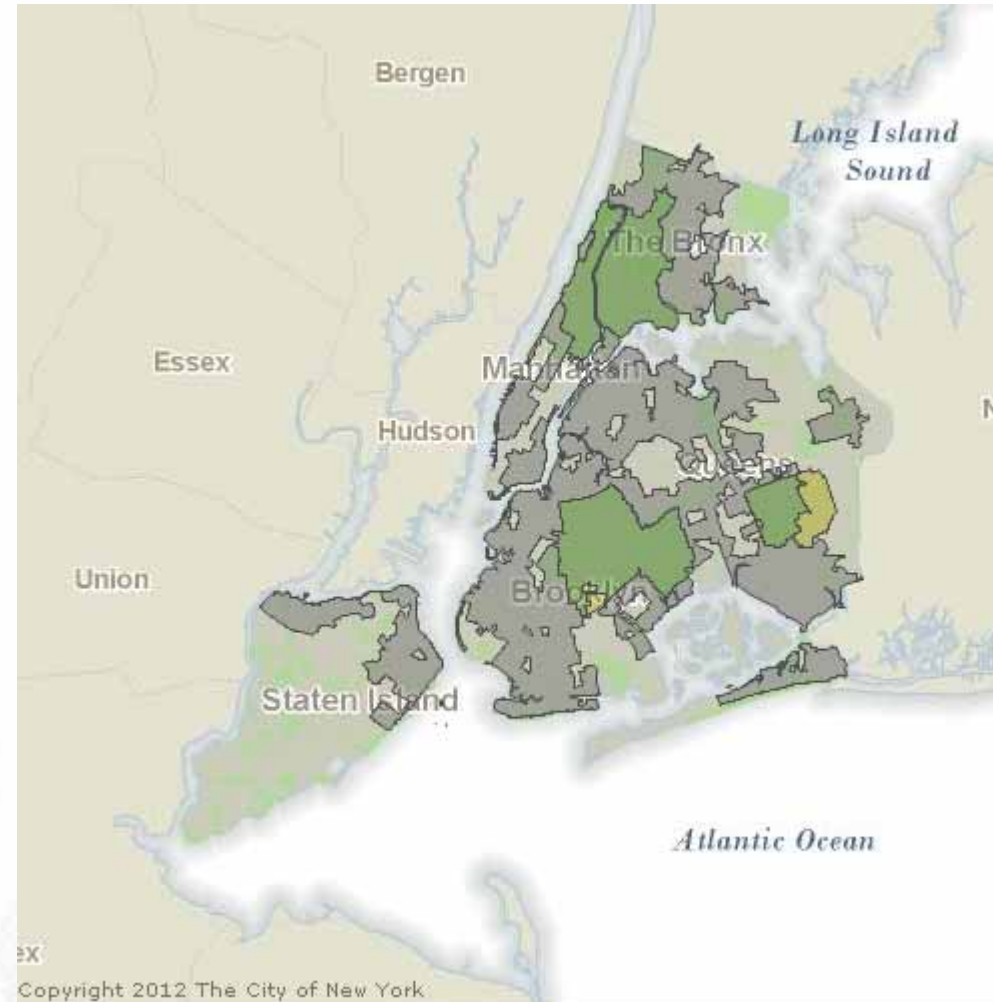 Bergen
Long Island
Sound
The Bronx
Essex
Manhattan
Hudson
N
Queens
Union
Brooklyn
Staten Island
Atlantic Ocean
ex
Copyright 2012 The City of New York